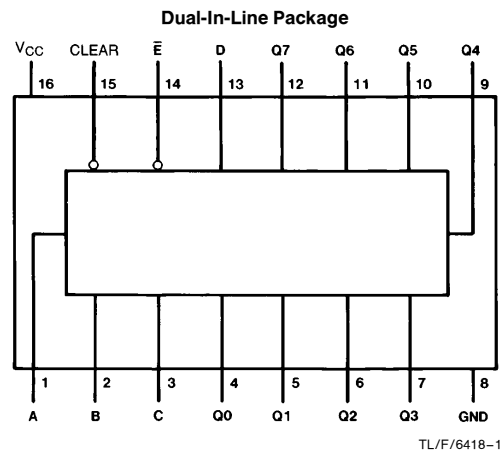 Dual-In-Line Package
VCC CLEAR E̅ D Q7 Q6 Q5 Q4
16 15 14 13 12 11 10 9
1 2 3 4 5 6 7 8
A B C Q0 Q1 Q2 Q3 GND
TL/F/6418–1